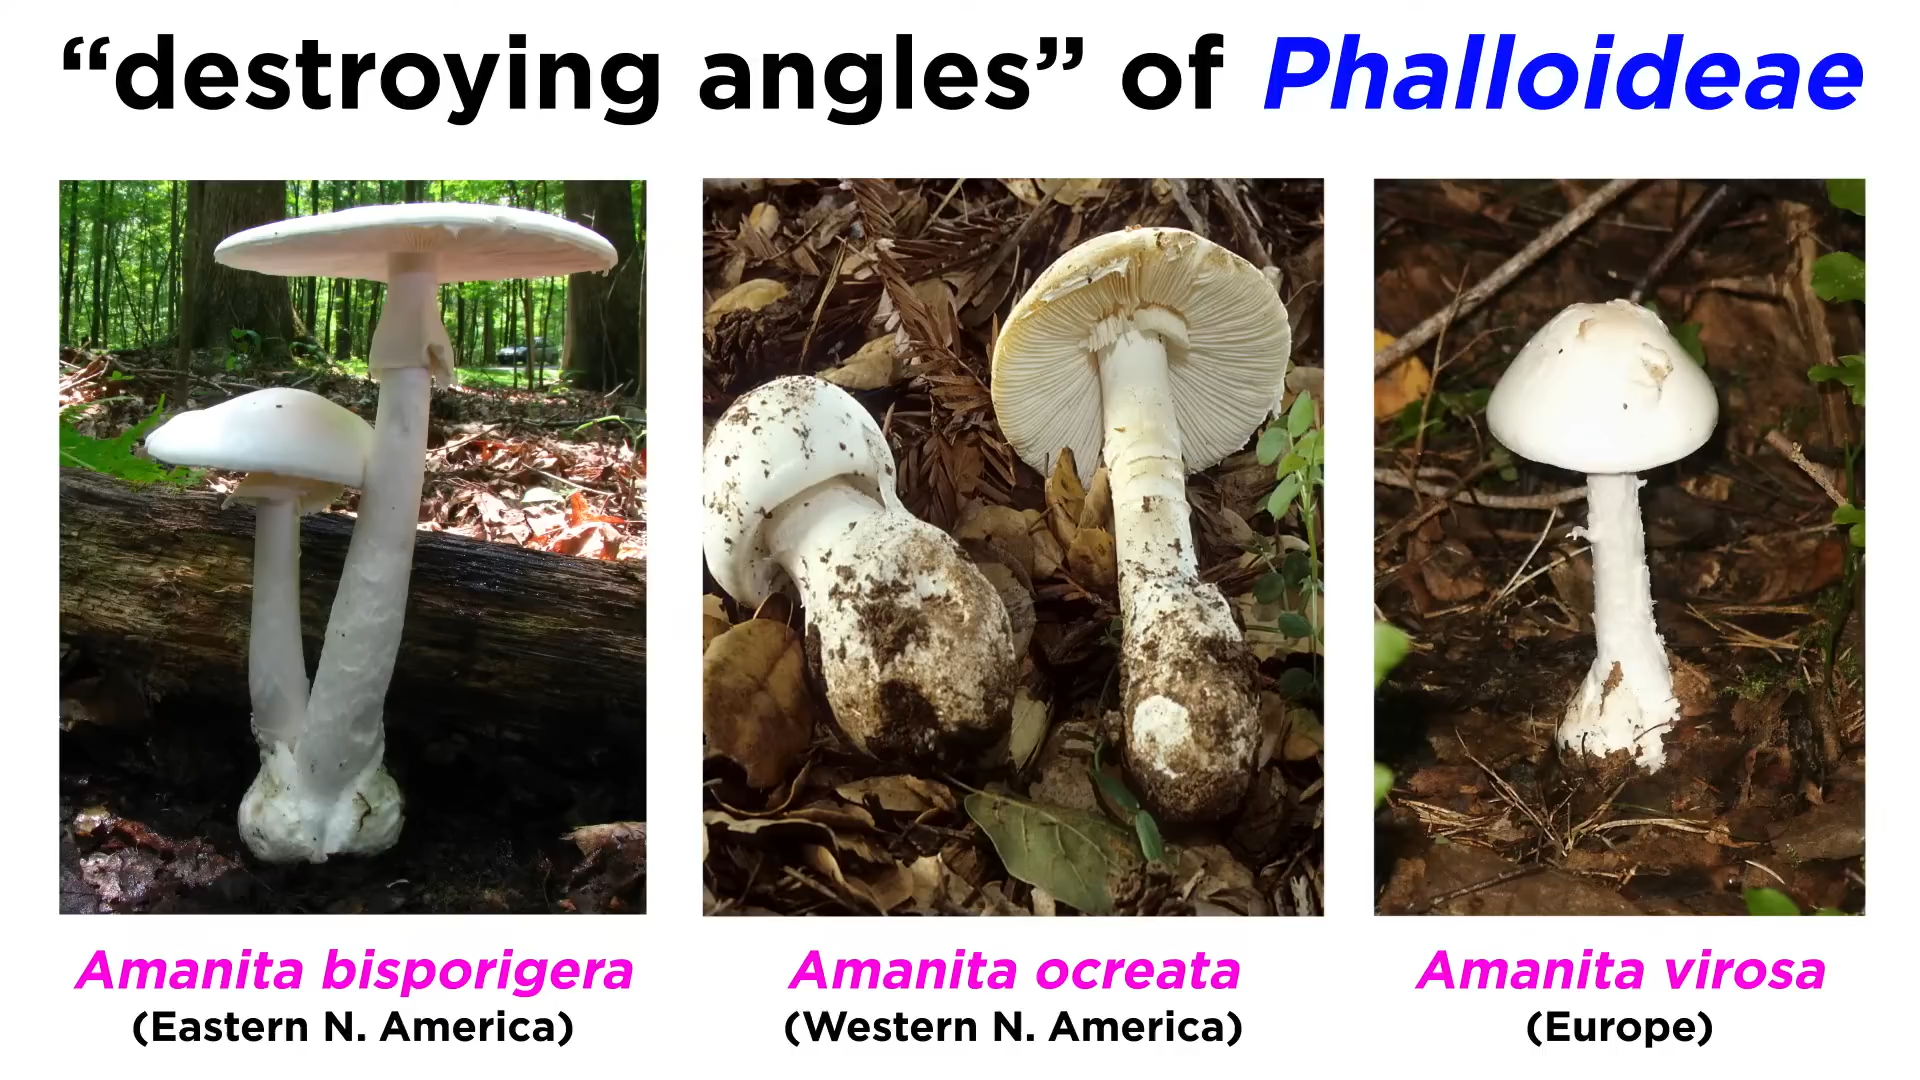 “destroying angles” of Phalloideae
Amanita bisporigera
(Eastern N. America)
Amanita ocreata
(Western N. America)
Amanita virosa
(Europe)